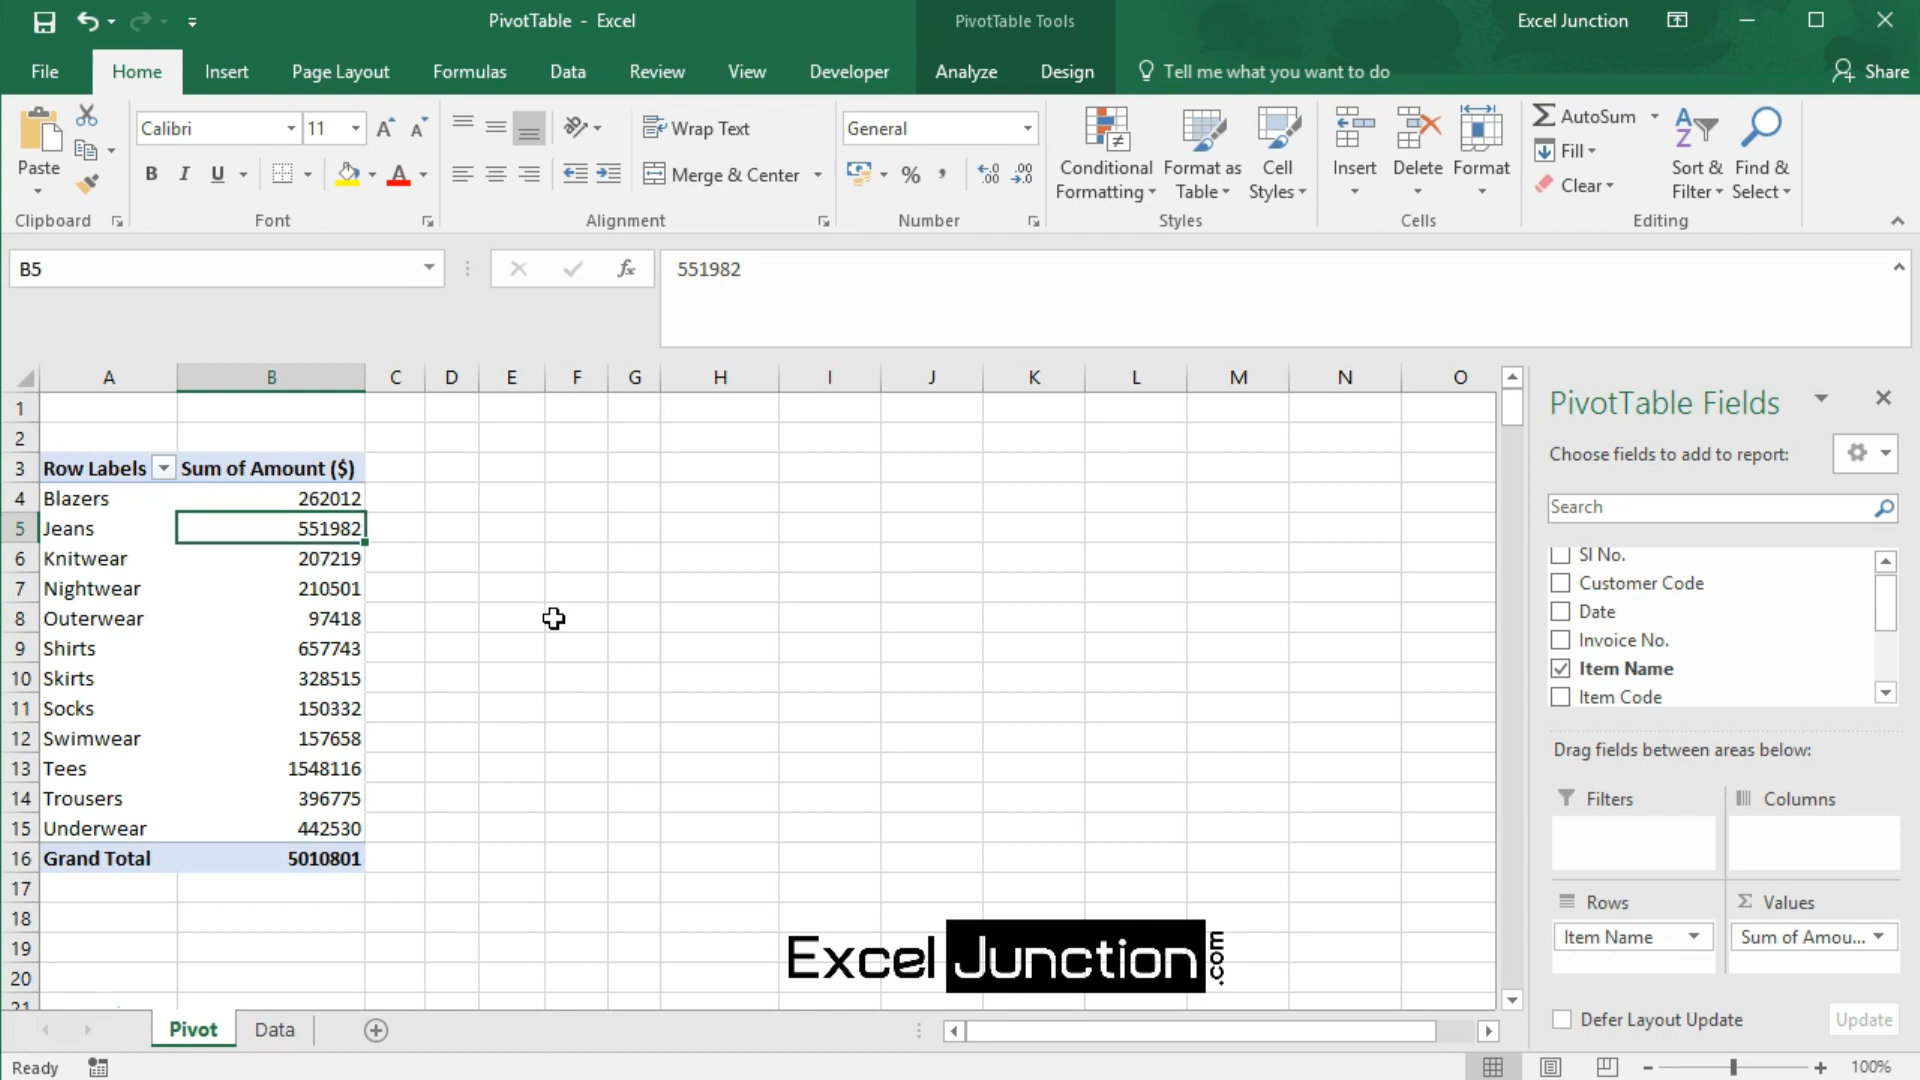 PivotTable - Excel
PivotTable Tools
Excel Junction
File Home Insert Page Layout Formulas Data Review View Developer Analyze Design Tell me what you want to do Share
Paste
Clipboard
Calibri 11
B I U
Font
Wrap Text
Merge & Center
Alignment
General
%
Number
Conditional Formatting
Format as Table
Cell Styles
Styles
Insert
Delete
Format
Cells
AutoSum
Fill
Clear
Sort & Filter
Find & Select
Editing
B5
fx
551982
A B C D E F G H I J K L M N O
1
2
3 Row Labels Sum of Amount ($)
4 Blazers 262012
5 Jeans 551982
6 Knitwear 207219
7 Nightwear 210501
8 Outerwear 97418
9 Shirts 657743
10 Skirts 328515
11 Socks 150332
12 Swimwear 157658
13 Tees 1548116
14 Trousers 396775
15 Underwear 442530
16 Grand Total 5010801
17
18
19
20
21
Excel Junction .com
PivotTable Fields
Choose fields to add to report:
Search
Sl No.
Customer Code
Date
Invoice No.
Item Name
Item Code
Drag fields between areas below:
Filters
Columns
Rows
Values
Item Name
Sum of Amou...
Defer Layout Update
Update
Pivot Data
Ready
100%